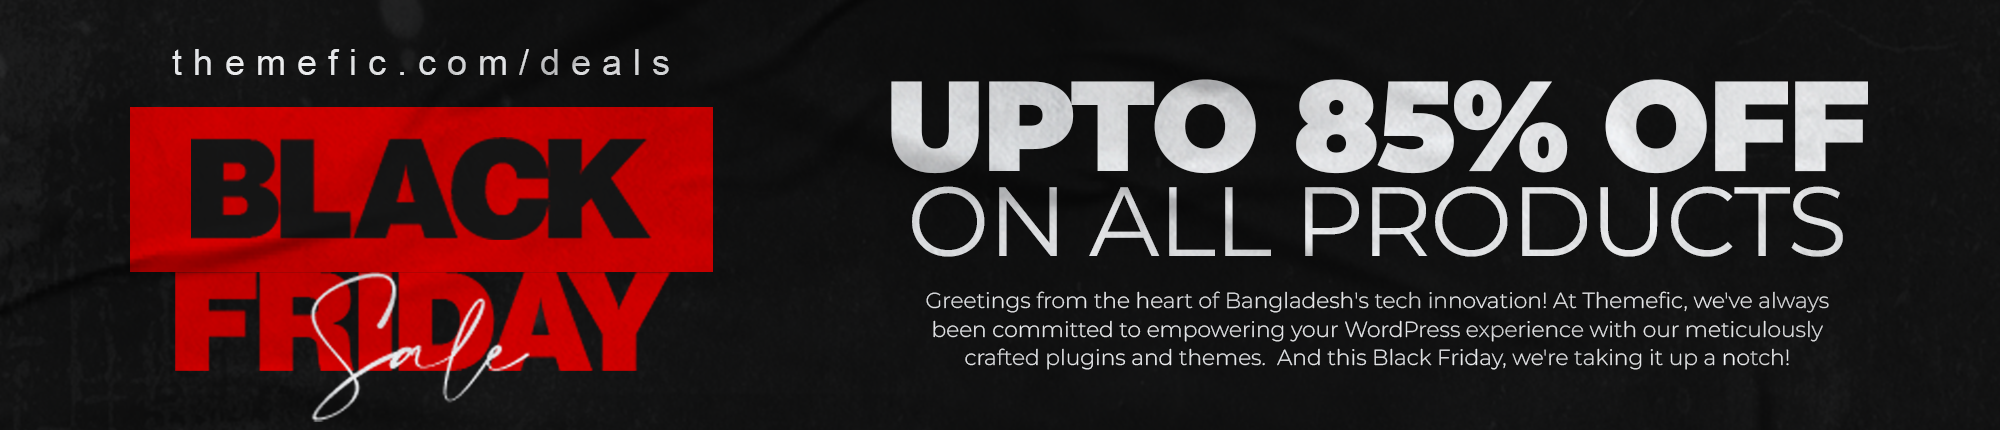 themefic.com/deals
BLACK
FRIDAY
Sale
UPTO 85% OFF
ON ALL PRODUCTS
Greetings from the heart of Bangladesh's tech innovation! At Themefic, we've always
been committed to empowering your WordPress experience with our meticulously
crafted plugins and themes.  And this Black Friday, we're taking it up a notch!